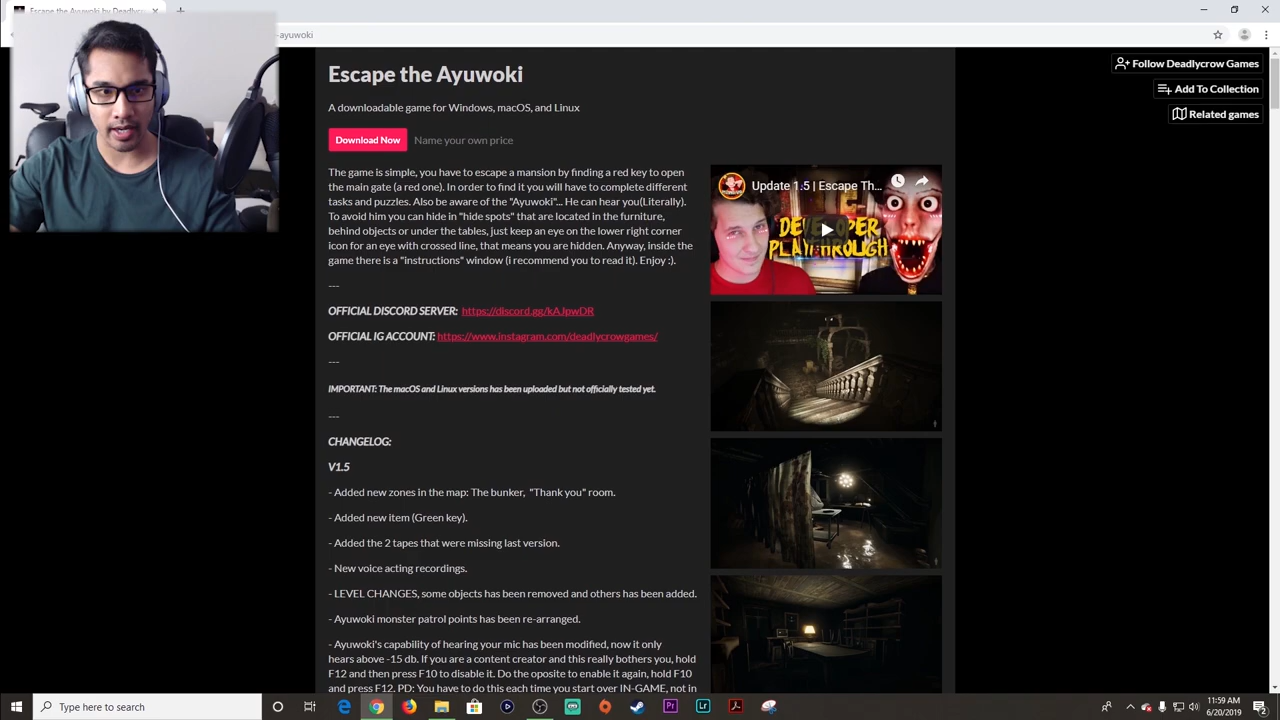 Escape the Ayuwoki by Deadlycr
-ayuwoki
Escape the Ayuwoki
A downloadable game for Windows, macOS, and Linux
Download Now Name your own price
The game is simple, you have to escape a mansion by finding a red key to open
the main gate (a red one). In order to find it you will have to complete different
tasks and puzzles. Also be aware of the "Ayuwoki"... He can hear you(Literally).
To avoid him you can hide in "hide spots" that are located in the furniture,
behind objects or under the tables, just keep an eye on the lower right corner
icon for an eye with crossed line, that means you are hidden. Anyway, inside the
game there is a "instructions" window (i recommend you to read it). Enjoy :).
---
OFFICIAL DISCORD SERVER: https://discord.gg/kAJpwDR
OFFICIAL IG ACCOUNT: https://www.instagram.com/deadlycrowgames/
---
IMPORTANT: The macOS and Linux versions has been uploaded but not officially tested yet.
---
CHANGELOG:
V1.5
- Added new zones in the map: The bunker, "Thank you" room.
- Added new item (Green key).
- Added the 2 tapes that were missing last version.
- New voice acting recordings.
- LEVEL CHANGES, some objects has been removed and others has been added.
- Ayuwoki monster patrol points has been re-arranged.
- Ayuwoki's capability of hearing your mic has been modified, now it only
hears above -15 db. If you are a content creator and this really bothers you, hold
F12 and then press F10 to disable it. Do the oposite to enable it again, hold F10
and press F12. PD: You have to do this each time you start over IN-GAME, not in
Update 1.5 | Escape Th...
DEVELOPER
PLAYTHROUGH
Follow Deadlycrow Games
Add To Collection
Related games
Type here to search
Pr
Lr
11:59 AM
6/20/2019
2